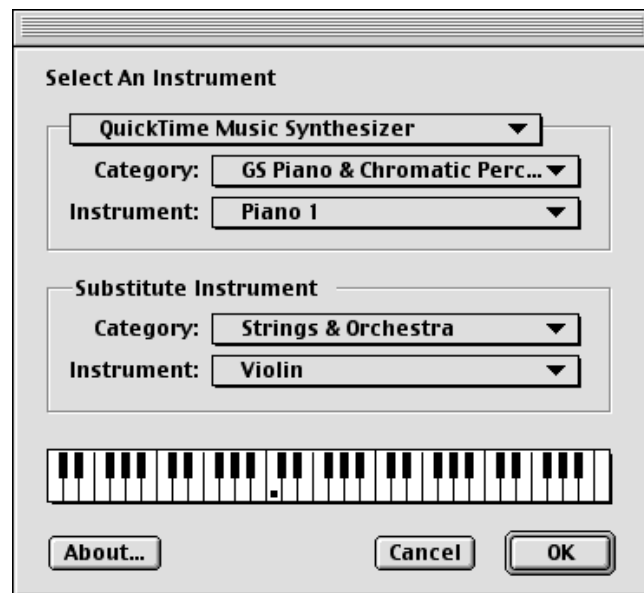 Select An Instrument
QuickTime Music Synthesizer
Category: GS Piano & Chromatic Perc...
Instrument: Piano 1
Substitute Instrument
Category: Strings & Orchestra
Instrument: Violin
About... Cancel OK